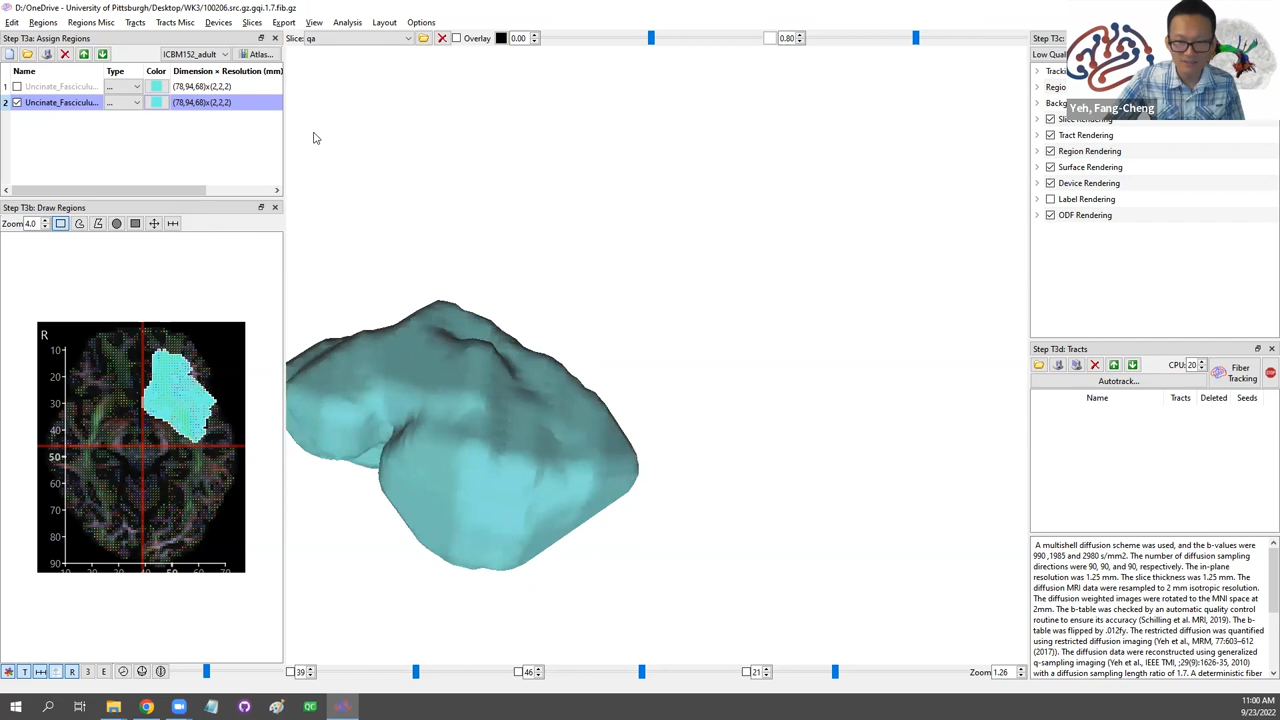 D:/OneDrive - University of Pittsburgh/Desktop/WK3/100206.src.gz.gqi.1.7.fib.gz
Edit Regions Regions Misc Tracts Tracts Misc Devices Slices Export View Analysis Layout Options
Step T3a: Assign Regions
Slice: qa
Overlay
0.00
0.80
Step T3c:
ICBM152_adult
Atlas...
Low Qual
Name Type Color Dimension × Resolution (mm)
1 Uncinate_Fasciculu... ... (78,94,68)x(2,2,2)
2 Uncinate_Fasciculu... ... (78,94,68)x(2,2,2)
Tracki
Regio
Backg
Yeh, Fang-Cheng
Slice Rendering
Tract Rendering
Region Rendering
Surface Rendering
Device Rendering
Label Rendering
ODF Rendering
Step T3b: Draw Regions
Zoom 4.0
R
10
20
30
40
50
60
70
80
90
Step T3d: Tracts
CPU: 20
Fiber Tracking
Autotrack...
Name Tracts Deleted Seeds
A multishell diffusion scheme was used, and the b-values were
990 ,1985 and 2980 s/mm2. The number of diffusion sampling
directions were 90, 90, and 90, respectively. The in-plane
resolution was 1.25 mm. The slice thickness was 1.25 mm. The
diffusion MRI data were resampled to 2 mm isotropic resolution.
The diffusion weighted images were rotated to the MNI space at
2mm. The b-table was checked by an automatic quality control
routine to ensure its accuracy (Schilling et al. MRI, 2019). The b-
table was flipped by .012fy. The restricted diffusion was quantified
using restricted diffusion imaging (Yeh et al., MRM, 77:603–612
(2017)). The diffusion data were reconstructed using generalized
q-sampling imaging (Yeh et al., IEEE TMI, ;29(9):1626-35, 2010)
with a diffusion sampling length ratio of 1.7. A deterministic fiber
T R 3 E
39
46
21
Zoom 1.26
QC
11:00 AM
9/23/2022